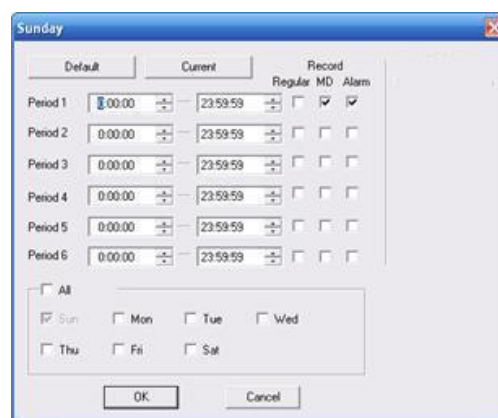 Sunday
Default Current Record
Regular MD Alarm
Period 1 0:00:00 23:59:59
Period 2 0:00:00 23:59:59
Period 3 0:00:00 23:59:59
Period 4 0:00:00 23:59:59
Period 5 0:00:00 23:59:59
Period 6 0:00:00 23:59:59
All
Sun Mon Tue Wed
Thu Fri Sat
OK Cancel